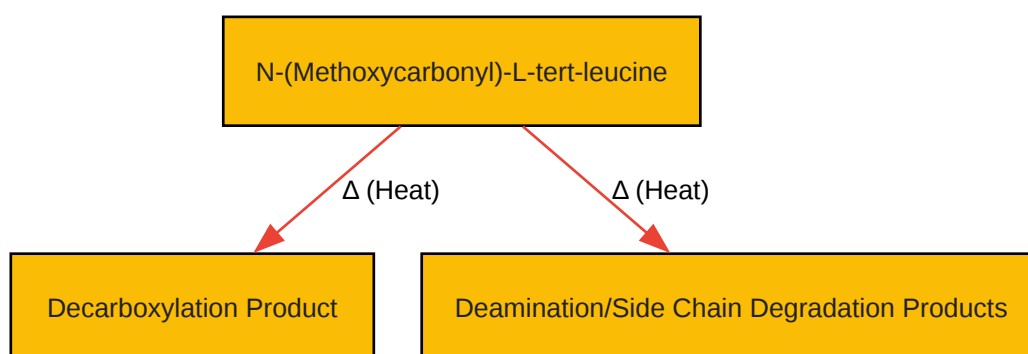 N-(Methoxycarbonyl)-L-tert-leucine
Δ (Heat)
Δ (Heat)
Decarboxylation Product
Deamination/Side Chain Degradation Products